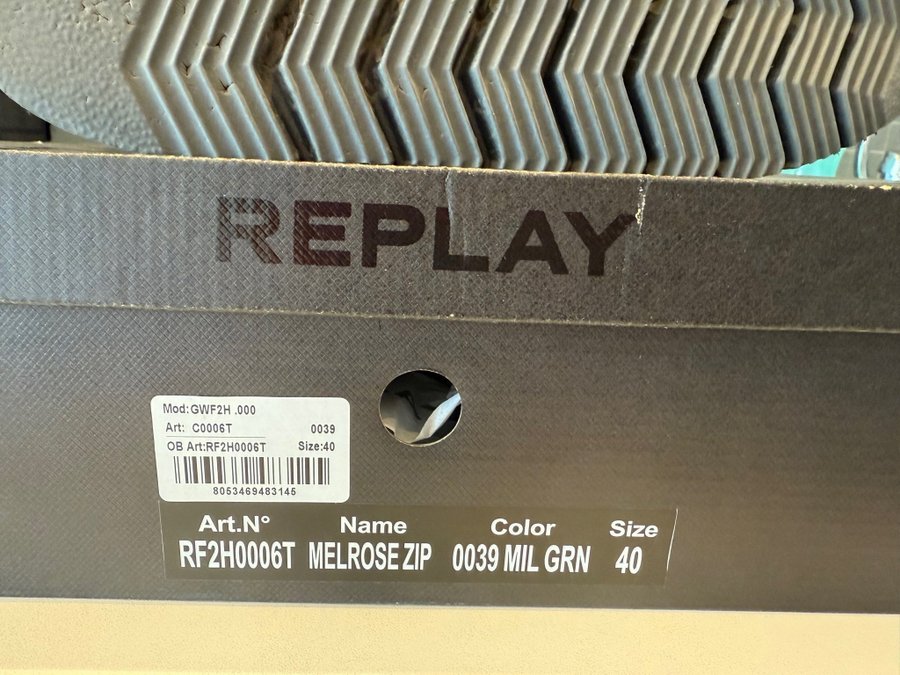 REPLAY
Mod:GWF2H .000
Art: C0006T 0039
OB Art:RF2H0006T Size:40
8053469483145
Art.N° Name Color Size
RF2H0006T MELROSE ZIP 0039 MIL GRN 40